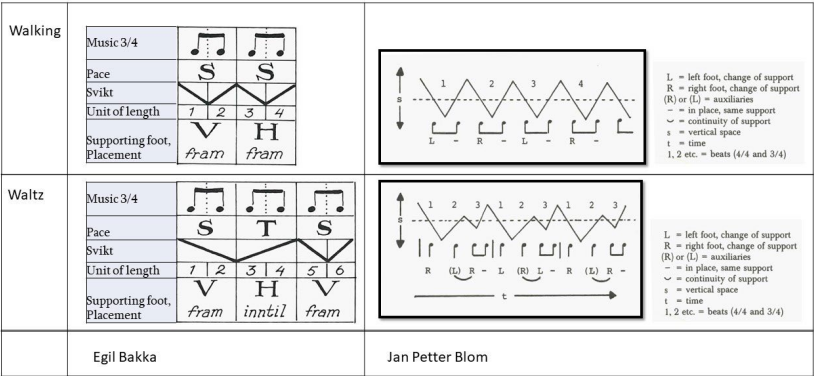 Walking
Music 3/4
Pace S S
Svikt
Unit of length 1 2 3 4
Supporting foot, V H
Placement fram fram
s
1 2 3 4
L - R - L - R -
L = left foot, change of support
R = right foot, change of support
(R) or (L) = auxiliaries
– = in place, same support
⌣ = continuity of support
s = vertical space
t = time
1, 2 etc. = beats (4/4 and 3/4)
Waltz
Music 3/4
Pace S T S
Svikt
Unit of length 1 2 3 4 5 6
Supporting foot, V H V
Placement fram inntil fram
s
1 2 3 1 2 3 1 2 3
R (L) R - L (R) L - R (L) R -
t
L = left foot, change of support
R = right foot, change of support
(R) or (L) = auxiliaries
– = in place, same support
⌣ = continuity of support
s = vertical space
t = time
1, 2 etc. = beats (4/4 and 3/4)
Egil Bakka
Jan Petter Blom